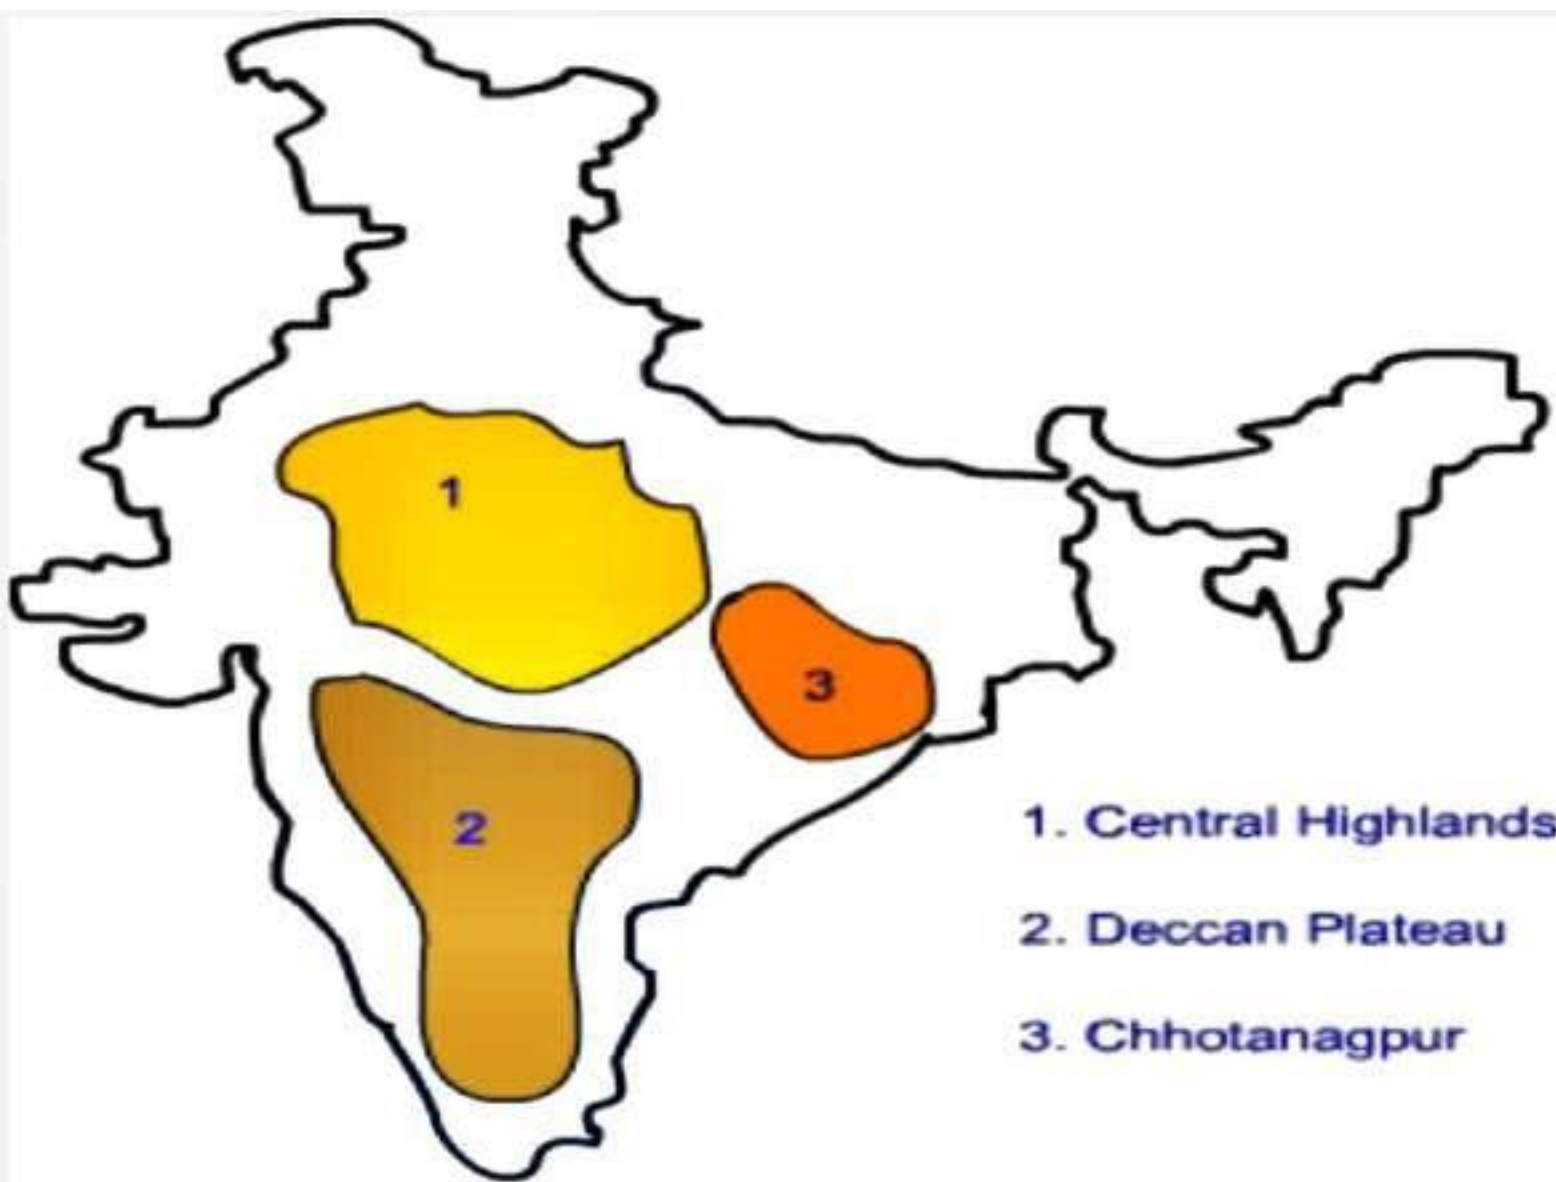 1
3
2
1. Central Highlands
2. Deccan Plateau
3. Chhotanagpur